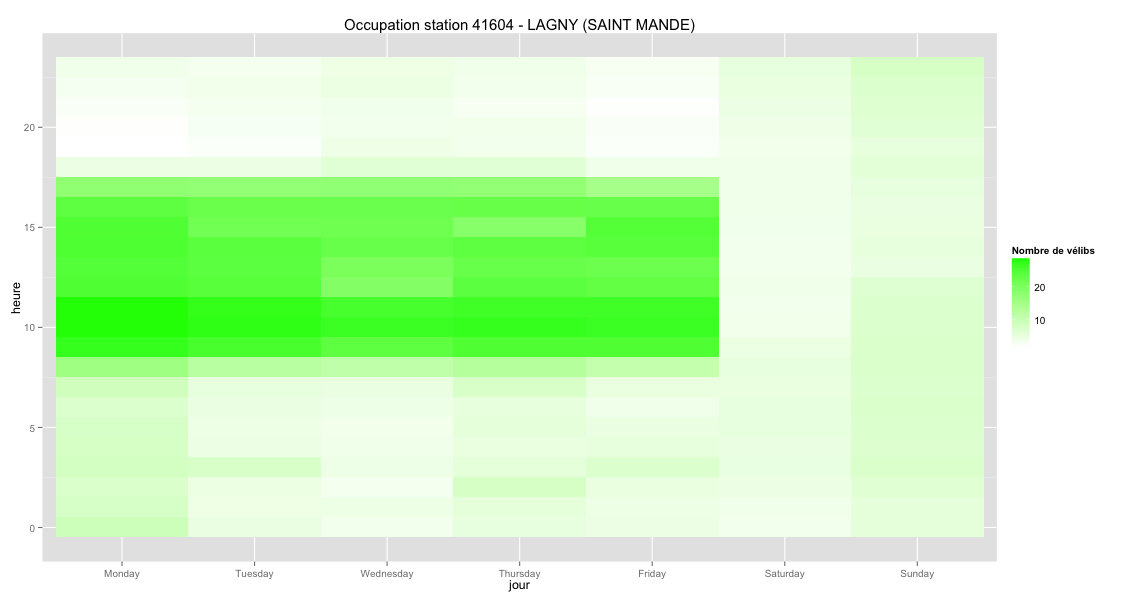 Occupation station 41604 - LAGNY (SAINT MANDE)
heure
20
15
10
5
0
Monday Tuesday Wednesday Thursday Friday Saturday Sunday
jour
Nombre de vélibs
20
10